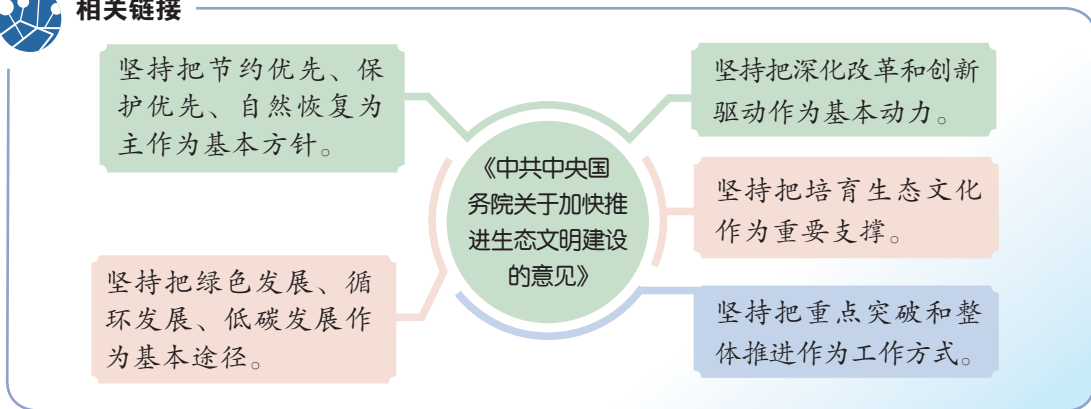 相关链接
坚持把节约优先、保
护优先、自然恢复为
主作为基本方针。
坚持把绿色发展、循
环发展、低碳发展作
为基本途径。
《中共中央国
务院关于加快推
进生态文明建设
的意见》
坚持把深化改革和创新
驱动作为基本动力。
坚持把培育生态文化
作为重要支撑。
坚持把重点突破和整
体推进作为工作方式。